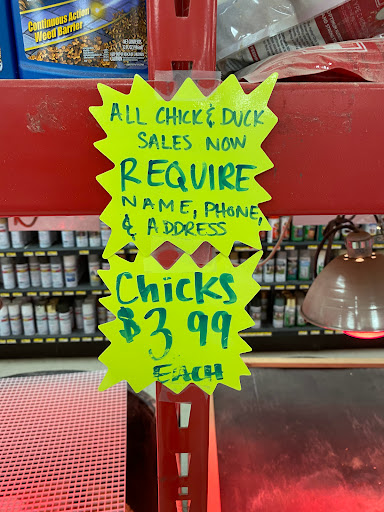 Continuous Action
Weed Barrier
ALL CHICK & DUCK
SALES NOW
REQUIRE
NAME, PHONE,
& ADDRESS
Chicks
$3.99
EACH